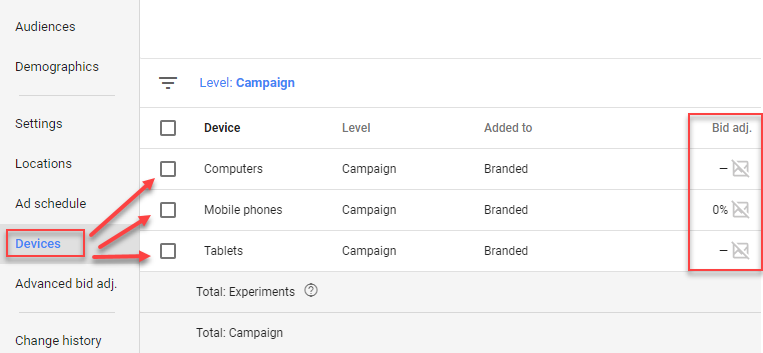 Audiences
Demographics
Settings
Locations
Ad schedule
Devices
Advanced bid adj.
Change history
Level: Campaign
Device Level Added to Bid adj.
Computers Campaign Branded –
Mobile phones Campaign Branded 0%
Tablets Campaign Branded –
Total: Experiments ?
Total: Campaign